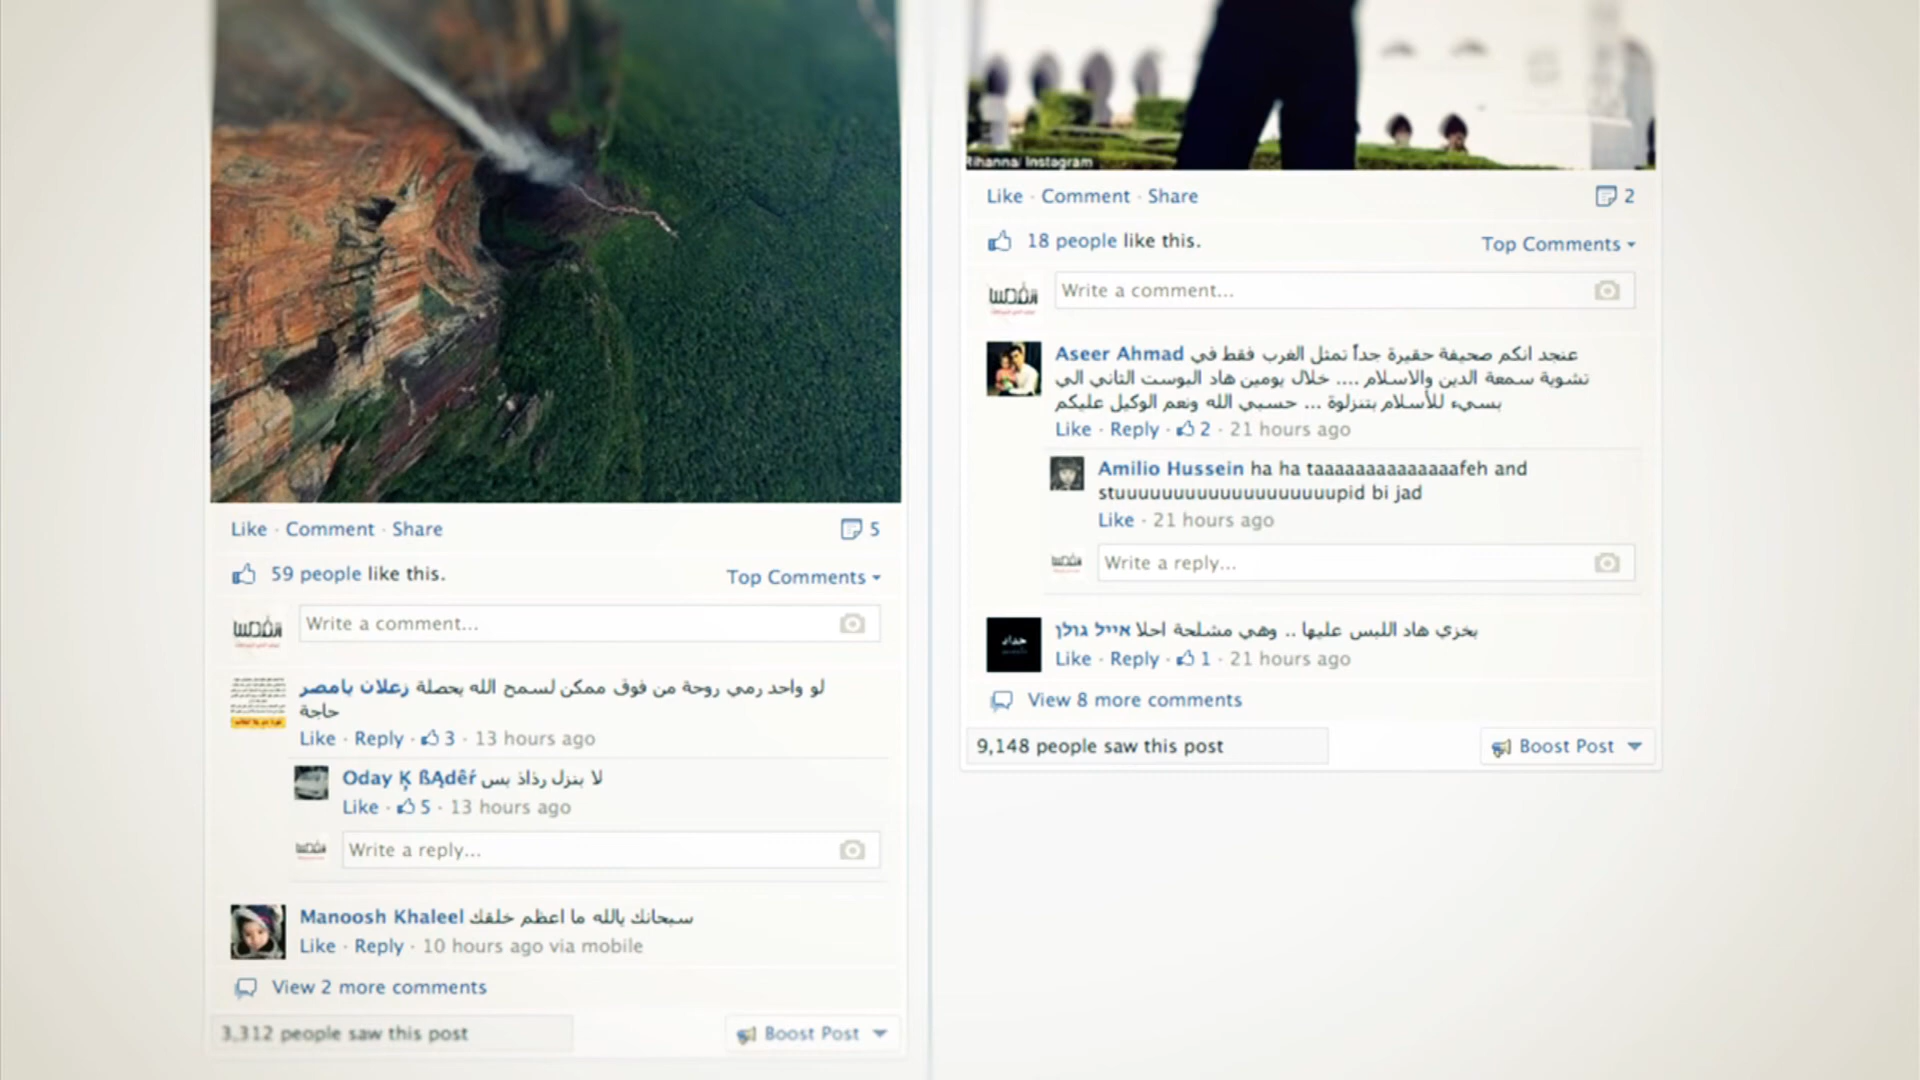 Like · Comment · Share
5
59 people like this.
Top Comments
Write a comment...
زعلان يامصر لو واحد رمي روحة من فوق ممكن لسمح الله يحصلة
حاجة
Like · Reply · 3 · 13 hours ago
Oday Ķ ßĄdêŕ لا بنزل رذاذ بس
Like · 5 · 13 hours ago
Write a reply...
Manoosh Khaleel سبحانك يالله ما اعظم خلقك
Like · Reply · 10 hours ago via mobile
View 2 more comments
3,312 people saw this post
Boost Post
Rihanna/ Instagram
Like · Comment · Share
2
18 people like this.
Top Comments
Write a comment...
Aseer Ahmad عنجد انكم صحيفة حقيرة جداً تمثل الغرب فقط في
تشوية سمعة الدين والاسلام .... خلال يومين هاد البوست الثاني الي
بسيء للأسلام بتنزلوة ... حسبي الله ونعم الوكيل عليكم
Like · Reply · 2 · 21 hours ago
Amilio Hussein ha ha taaaaaaaaaaaaaafeh and
stuuuuuuuuuuuuuuuuuuupid bi jad
Like · 21 hours ago
Write a reply...
אייל גולן بخزي هاد اللبس عليها .. وهي مشلحة احلا
Like · Reply · 1 · 21 hours ago
View 8 more comments
9,148 people saw this post
Boost Post